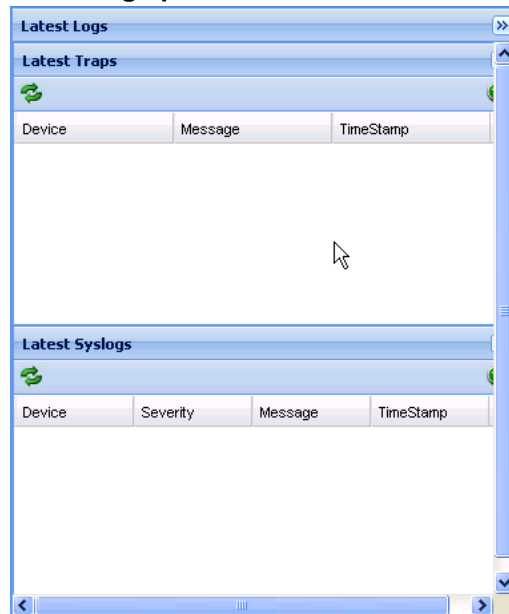 Latest Logs
Latest Traps
Device Message TimeStamp
Latest Syslogs
Device Severity Message TimeStamp